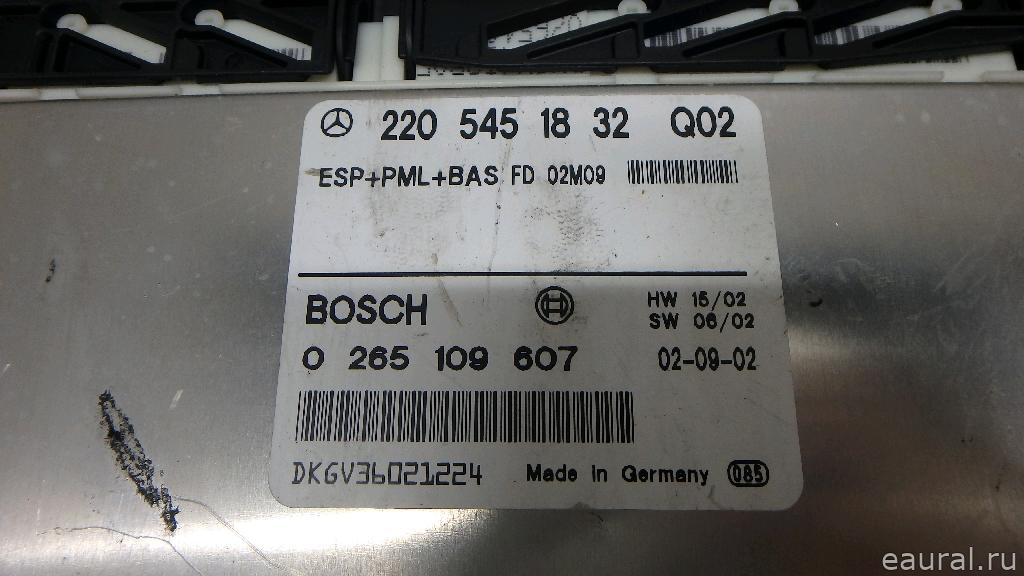 220 545 18 32 Q02
ESP+PML+BAS FD 02M09
BOSCH
HW 15/02
SW 06/02
0 265 109 607
02-09-02
DKGV36021224
Made in Germany 085
eaural.ru